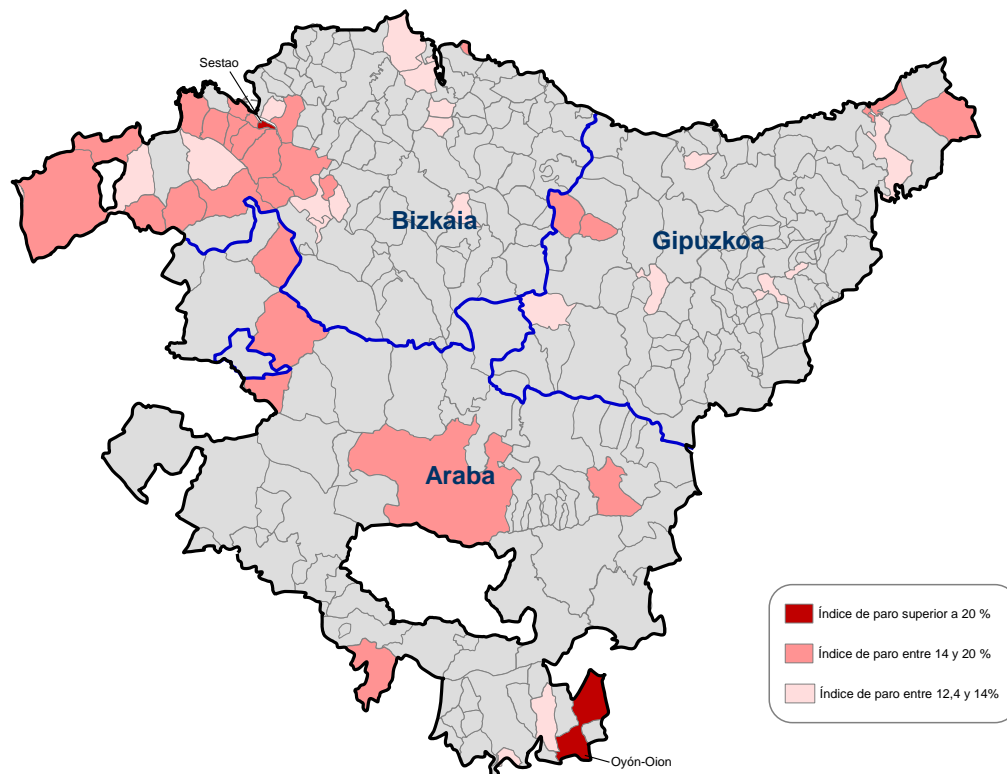 Sestao
Bizkaia
Gipuzkoa
Araba
Índice de paro superior a 20 %
Índice de paro entre 14 y 20 %
Índice de paro entre 12,4 y 14%
Oyón-Oion